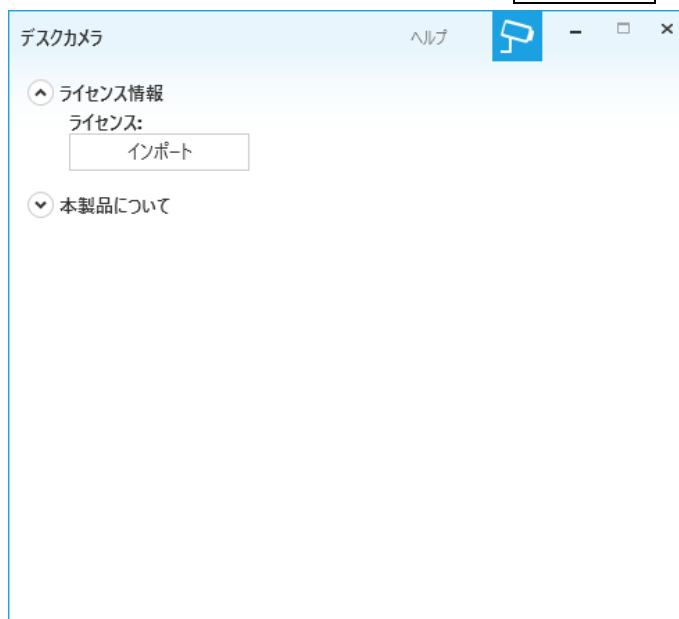 デスクカメラ
ヘルプ
ライセンス情報
ライセンス:
インポート
本製品について